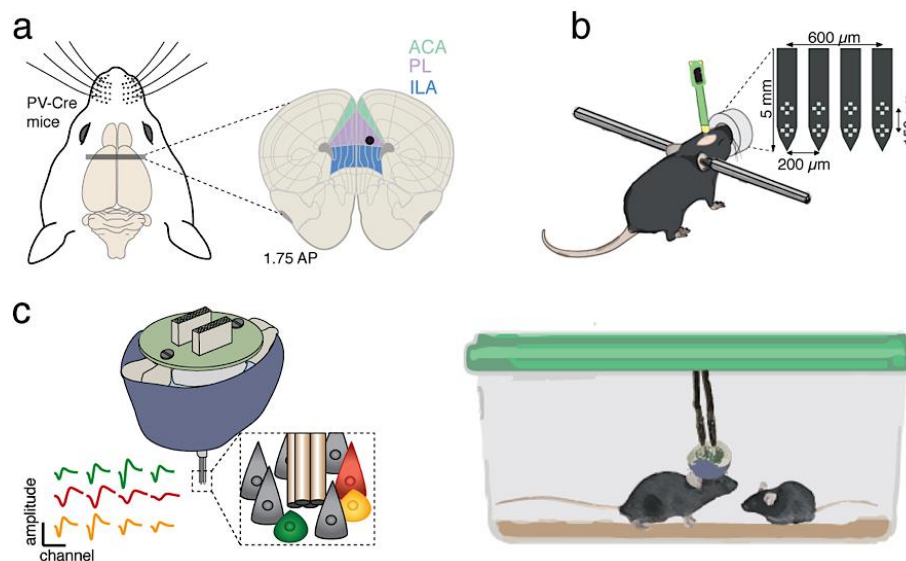 a
ACA
PL
ILA
PV-Cre
mice
1.75 AP
b
600 µm
5 mm
200 µm
c
amplitude
channel